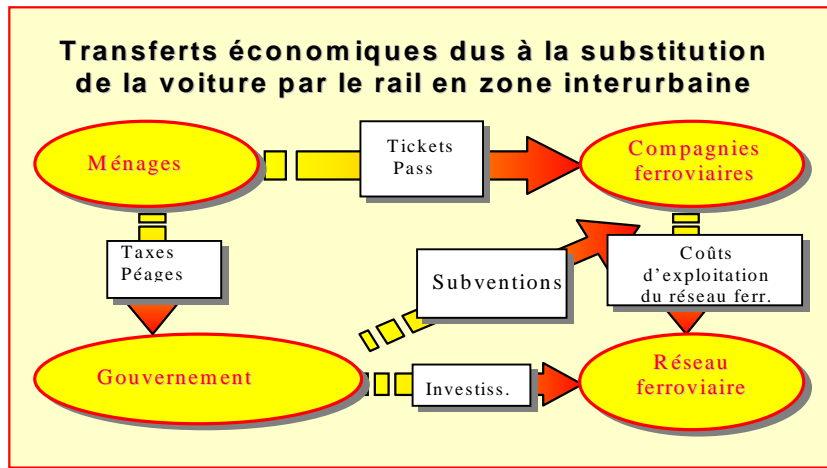 Transferts économiques dus à la substitution
de la voiture par le rail en zone interurbaine
Ménages
Tickets
Pass
Compagnies
ferroviaires
Taxes
Péages
Subventions
Coûts
d'exploitation
du réseau ferr.
Gouvernement
Investiss.
Réseau
ferroviaire